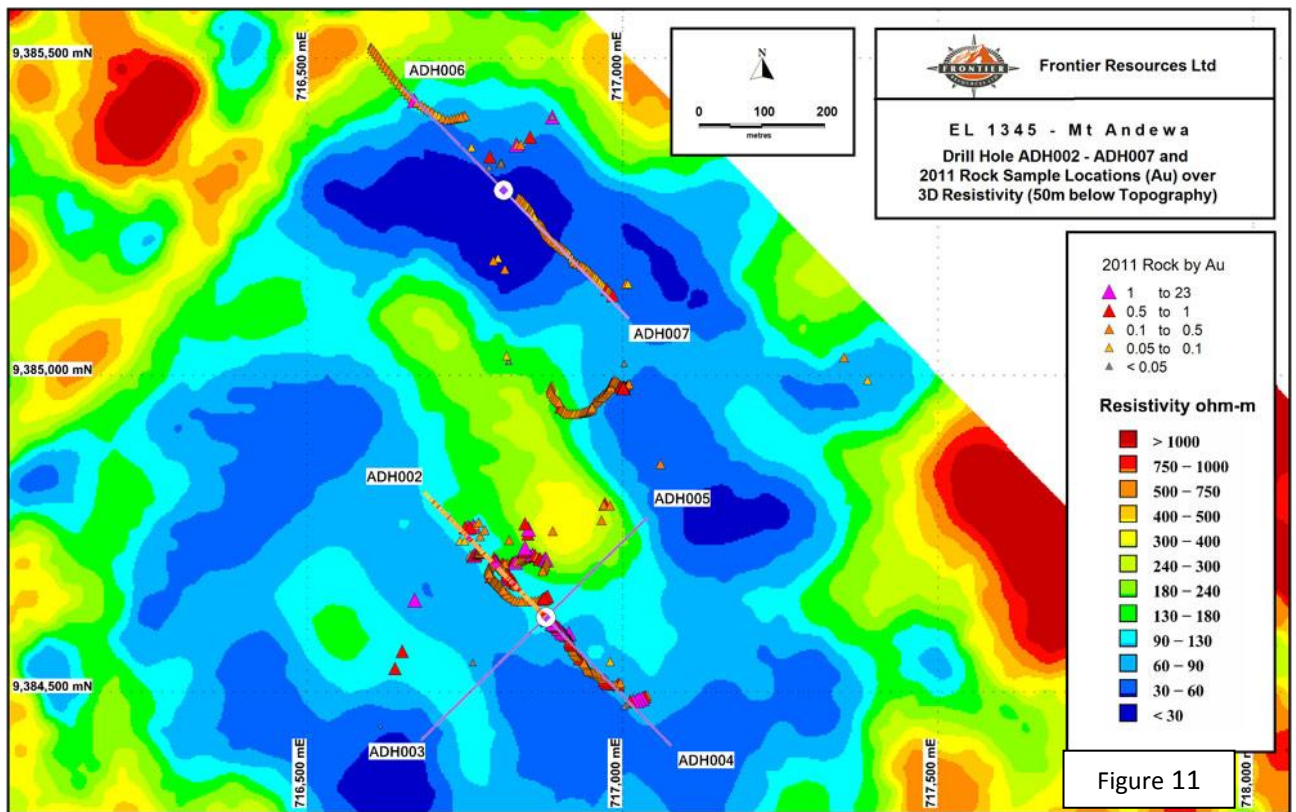 9,385,500 mN
716,500 mE
ADH006
717,000 mE
N
0 100 200
metres
FRONTIER
Frontier Resources Ltd
EL 1345 - Mt Andewa
Drill Hole ADH002 - ADH007 and
2011 Rock Sample Locations (Au) over
3D Resistivity (50m below Topography)
ADH007
9,385,000 mN
2011 Rock by Au
1 to 23
0.5 to 1
0.1 to 0.5
0.05 to 0.1
< 0.05
Resistivity ohm-m
> 1000
750 – 1000
500 – 750
400 – 500
300 – 400
240 – 300
180 – 240
130 – 180
90 – 130
60 – 90
30 – 60
< 30
ADH002
ADH005
9,384,500 mN
ADH003
716,500 mE
717,000 mE
ADH004
717,500 mE
Figure 11
718,000 m